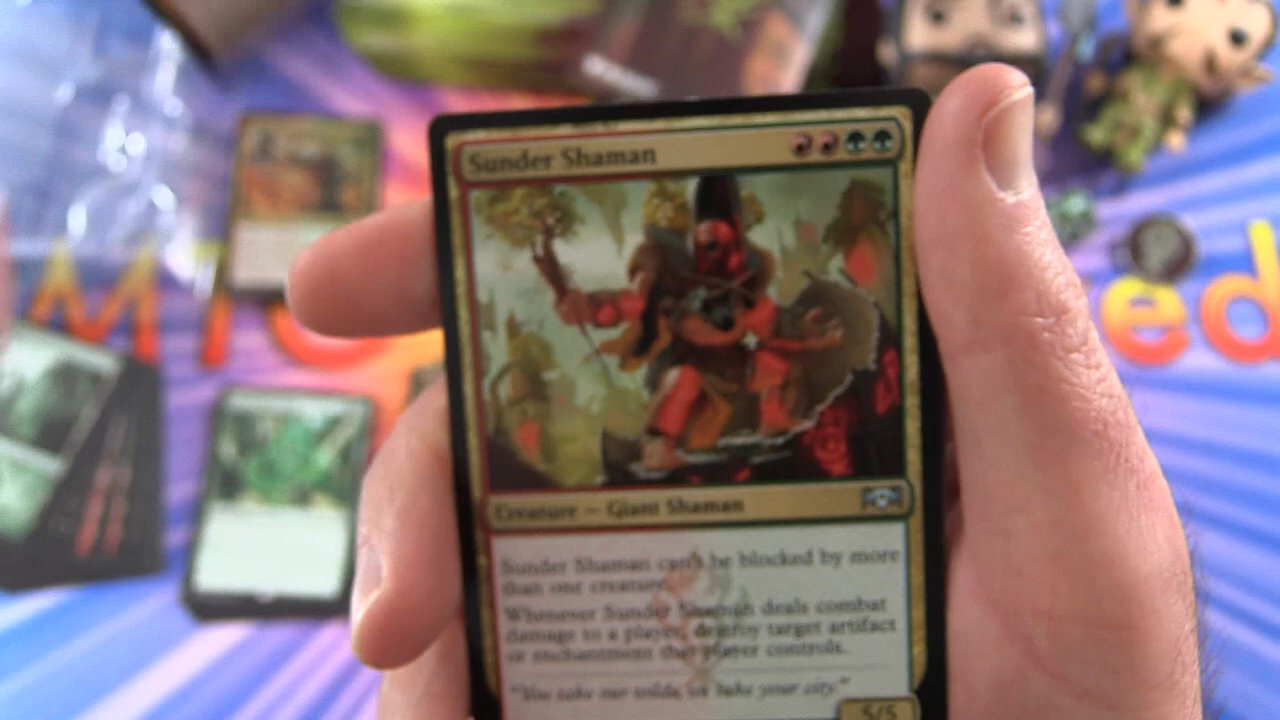 Sunder Shaman
Creature — Giant Shaman
Sunder Shaman can't be blocked by more
than one creature.
Whenever Sunder Shaman deals combat
damage to a player, destroy target artifact
or enchantment that player controls.
"You take our wilds, we take your city."
5/5
ed